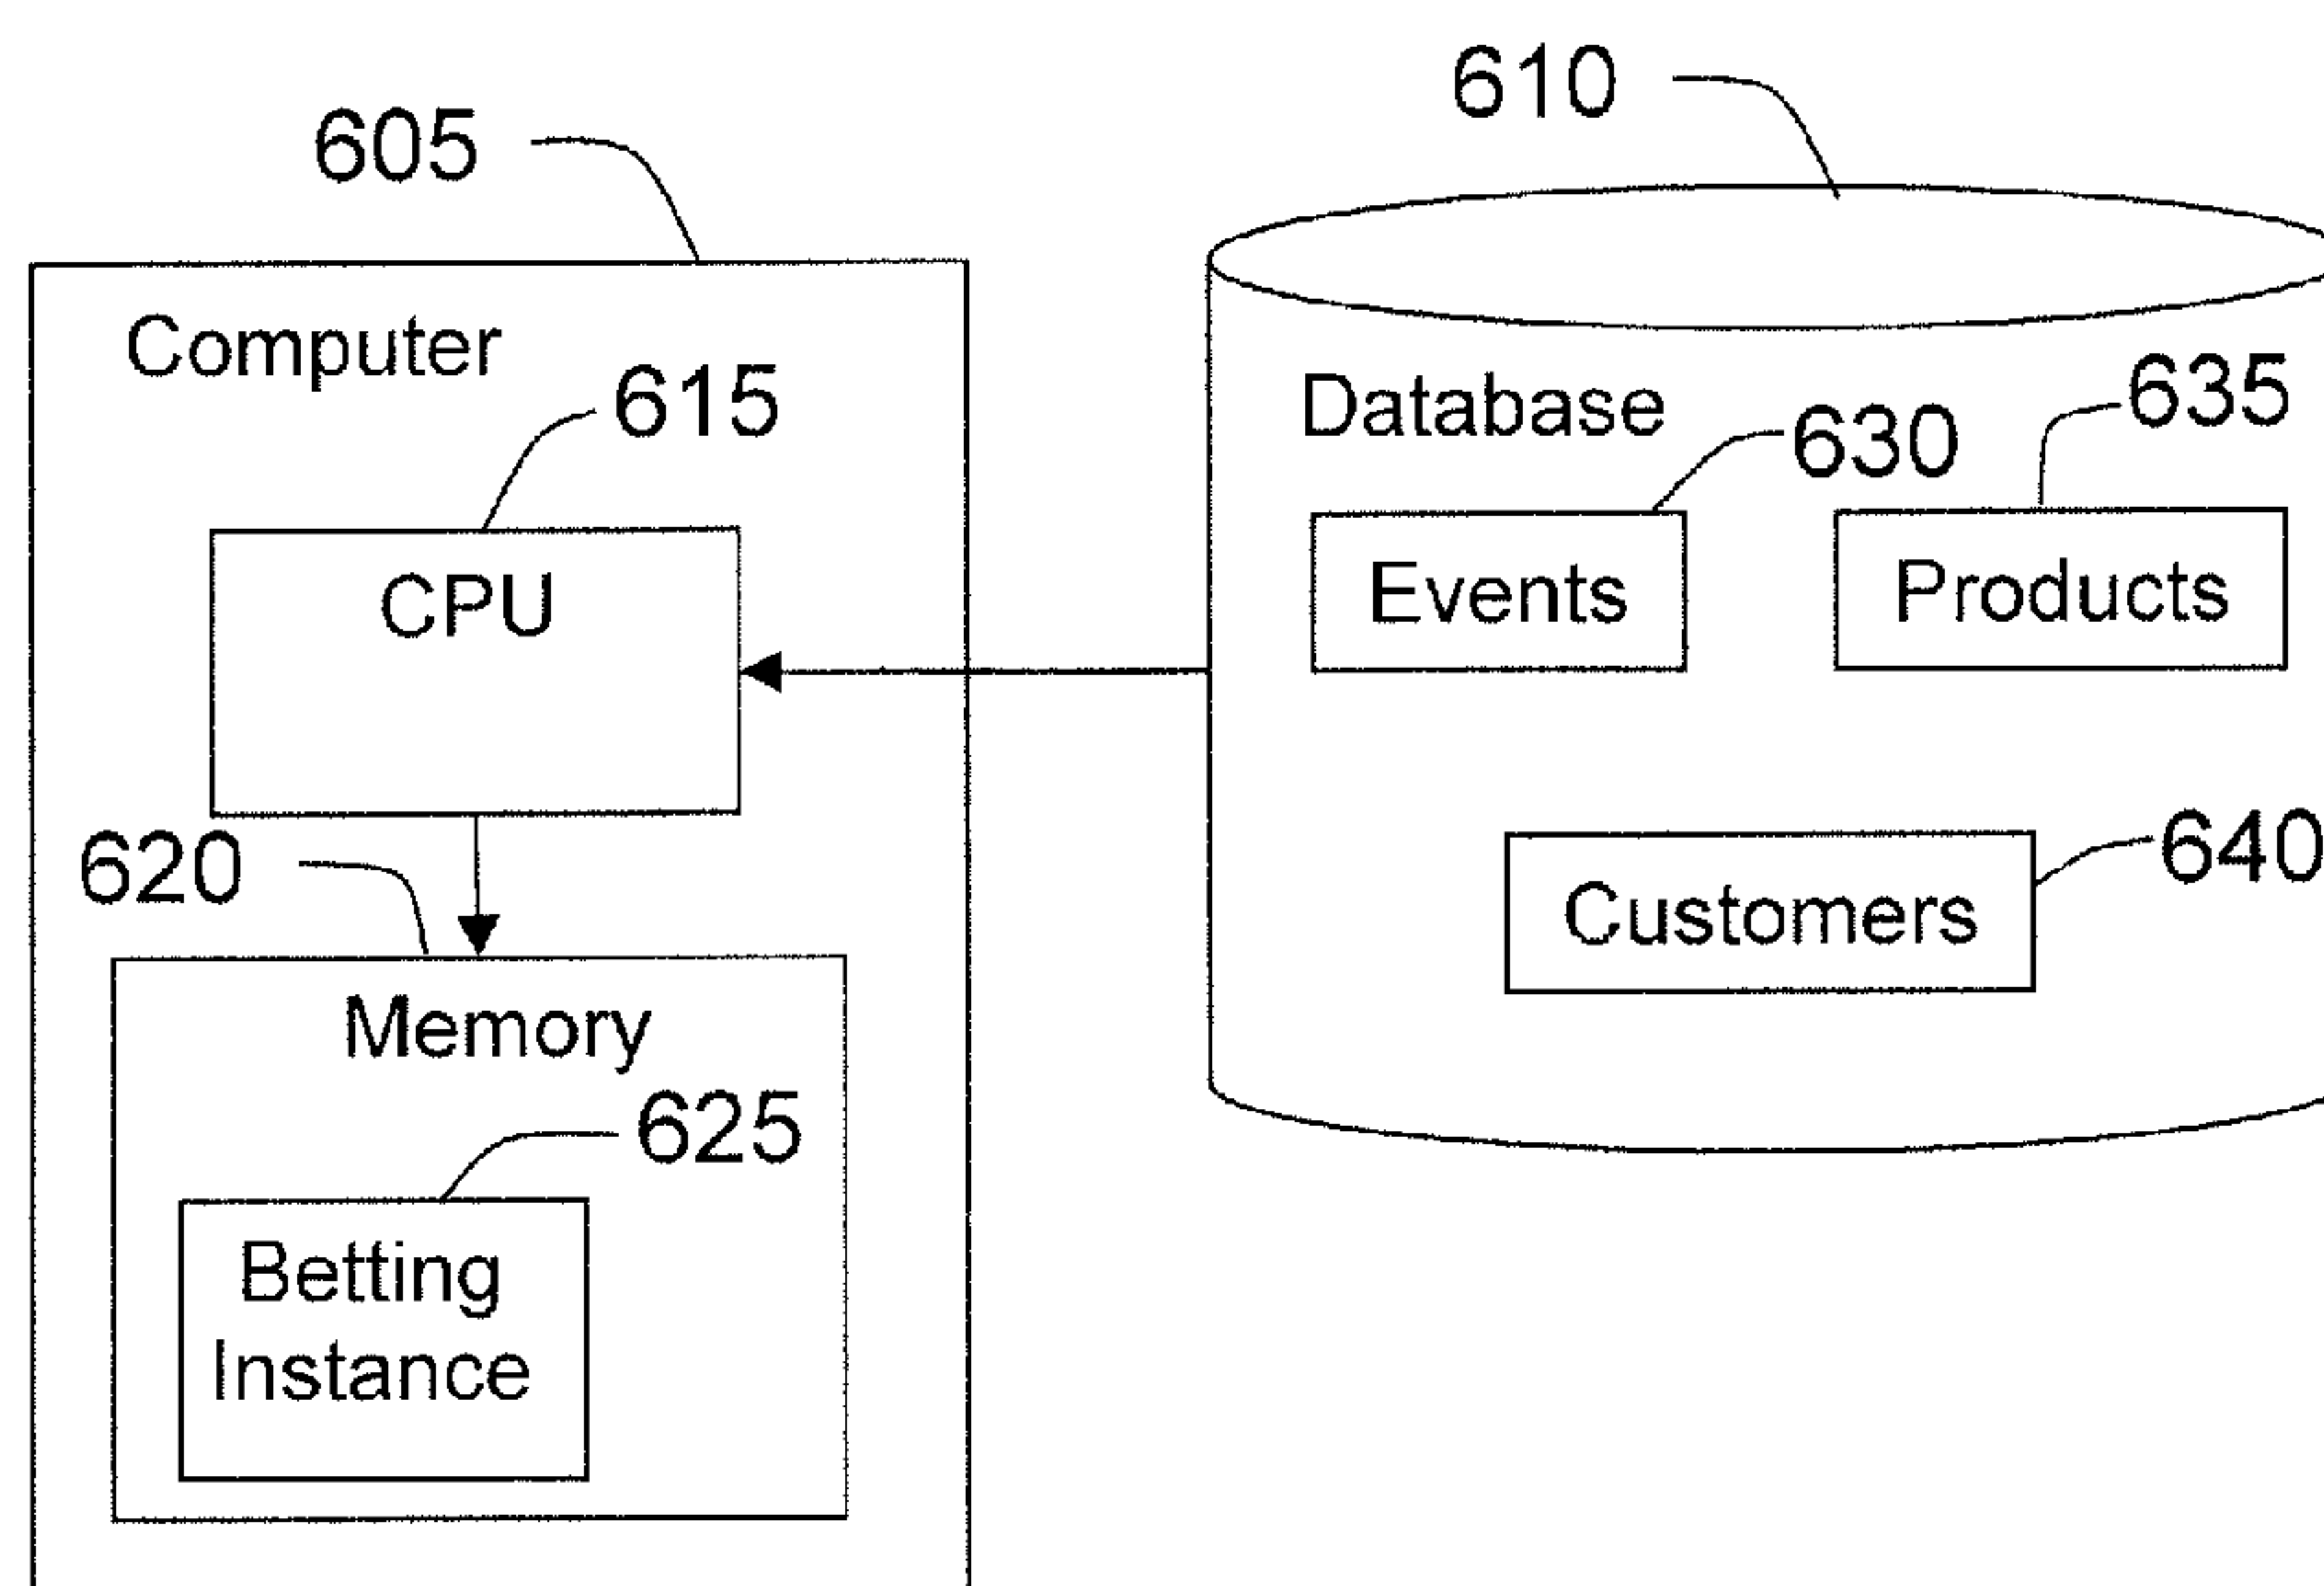 610
605
Computer
615
Database
635
630
CPU
Events
Products
620
640
Customers
Memory
625
Betting
Instance